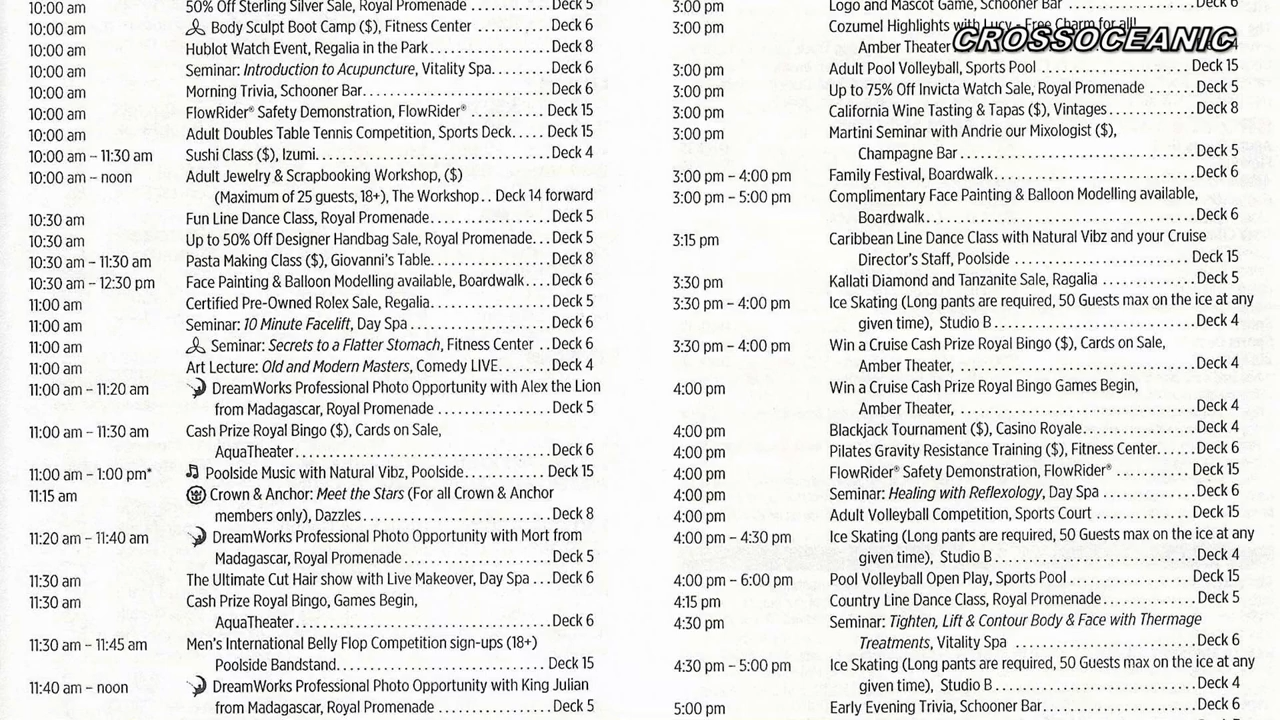 10:00 am 50% Off Sterling Silver Sale, Royal Promenade ................ Deck 5
10:00 am Body Sculpt Boot Camp ($), Fitness Center ............... Deck 6
10:00 am Hublot Watch Event, Regalia in the Park ....................... Deck 8
10:00 am Seminar: Introduction to Acupuncture, Vitality Spa ........ Deck 6
10:00 am Morning Trivia, Schooner Bar ................................... Deck 6
10:00 am FlowRider® Safety Demonstration, FlowRider® ............... Deck 15
10:00 am Adult Doubles Table Tennis Competition, Sports Deck ..... Deck 15
10:00 am – 11:30 am Sushi Class ($), Izumi ........................................... Deck 4
10:00 am – noon Adult Jewelry & Scrapbooking Workshop, ($)
(Maximum of 25 guests, 18+), The Workshop .. Deck 14 forward
10:30 am Fun Line Dance Class, Royal Promenade ....................... Deck 5
10:30 am Up to 50% Off Designer Handbag Sale, Royal Promenade ... Deck 5
10:30 am – 11:30 am Pasta Making Class ($), Giovanni's Table ....................... Deck 8
10:30 am – 12:30 pm Face Painting & Balloon Modelling available, Boardwalk .... Deck 6
11:00 am Certified Pre-Owned Rolex Sale, Regalia ....................... Deck 5
11:00 am Seminar: 10 Minute Facelift, Day Spa .......................... Deck 6
11:00 am Seminar: Secrets to a Flatter Stomach, Fitness Center .. Deck 6
11:00 am Art Lecture: Old and Modern Masters, Comedy LIVE ........ Deck 4
11:00 am – 11:20 am DreamWorks Professional Photo Opportunity with Alex the Lion
from Madagascar, Royal Promenade ..................... Deck 5
11:00 am – 11:30 am Cash Prize Royal Bingo ($), Cards on Sale,
AquaTheater ................................................ Deck 6
11:00 am – 1:00 pm* Poolside Music with Natural Vibz, Poolside ............... Deck 15
11:15 am Crown & Anchor: Meet the Stars (For all Crown & Anchor
members only), Dazzles ................................... Deck 8
11:20 am – 11:40 am DreamWorks Professional Photo Opportunity with Mort from
Madagascar, Royal Promenade ........................... Deck 5
11:30 am The Ultimate Cut Hair show with Live Makeover, Day Spa ... Deck 6
11:30 am Cash Prize Royal Bingo, Games Begin,
AquaTheater ................................................ Deck 6
11:30 am – 11:45 am Men's International Belly Flop Competition sign-ups (18+)
Poolside Bandstand ........................................ Deck 15
11:40 am – noon DreamWorks Professional Photo Opportunity with King Julian
from Madagascar, Royal Promenade ..................... Deck 5
3:00 pm Logo and Mascot Game, Schooner Bar ......................... Deck 6
3:00 pm Cozumel Highlights with Lucy - Free Charm for all!
Amber Theater 4
CROSSOCEANIC
3:00 pm Adult Pool Volleyball, Sports Pool ............................ Deck 15
3:00 pm Up to 75% Off Invicta Watch Sale, Royal Promenade ........ Deck 5
3:00 pm California Wine Tasting & Tapas ($), Vintages ................ Deck 8
3:00 pm Martini Seminar with Andrie our Mixologist ($),
Champagne Bar ............................................. Deck 5
3:00 pm – 4:00 pm Family Festival, Boardwalk ..................................... Deck 6
3:00 pm – 5:00 pm Complimentary Face Painting & Balloon Modelling available,
Boardwalk ................................................... Deck 6
3:15 pm Caribbean Line Dance Class with Natural Vibz and your Cruise
Director's Staff, Poolside ................................. Deck 15
3:30 pm Kallati Diamond and Tanzanite Sale, Ragalia ................. Deck 5
3:30 pm – 4:00 pm Ice Skating (Long pants are required, 50 Guests max on the ice at any
given time), Studio B ...................................... Deck 4
3:30 pm – 4:00 pm Win a Cruise Cash Prize Royal Bingo ($), Cards on Sale,
Amber Theater, ............................................. Deck 4
4:00 pm Win a Cruise Cash Prize Royal Bingo Games Begin,
Amber Theater, ............................................. Deck 4
4:00 pm Blackjack Tournament ($), Casino Royale ..................... Deck 4
4:00 pm Pilates Gravity Resistance Training ($), Fitness Center ...... Deck 6
4:00 pm FlowRider® Safety Demonstration, FlowRider® .............. Deck 15
4:00 pm Seminar: Healing with Reflexology, Day Spa ................. Deck 6
4:00 pm Adult Volleyball Competition, Sports Court .................. Deck 15
4:00 pm – 4:30 pm Ice Skating (Long pants are required, 50 Guests max on the ice at any
given time), Studio B ...................................... Deck 4
4:00 pm – 6:00 pm Pool Volleyball Open Play, Sports Pool ....................... Deck 15
4:15 pm Country Line Dance Class, Royal Promenade ................. Deck 5
4:30 pm Seminar: Tighten, Lift & Contour Body & Face with Thermage
Treatments, Vitality Spa ................................... Deck 6
4:30 pm – 5:00 pm Ice Skating (Long pants are required, 50 Guests max on the ice at any
given time), Studio B ...................................... Deck 4
5:00 pm Early Evening Trivia, Schooner Bar ............................ Deck 6